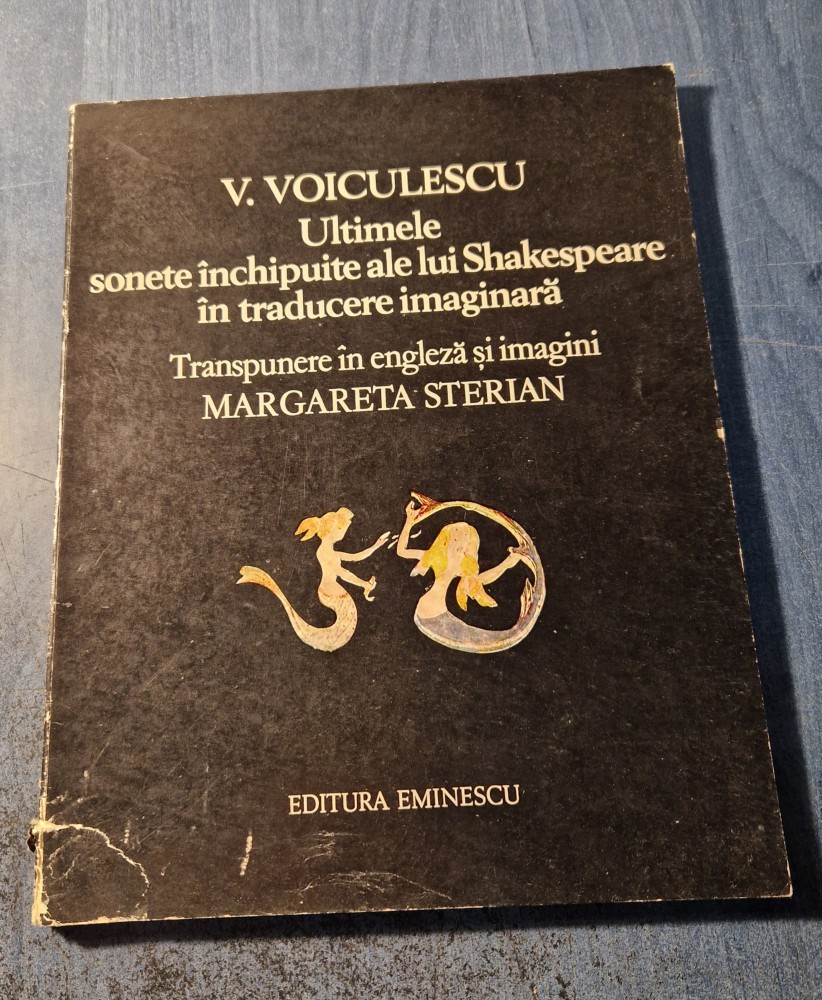 V. VOICULESCU
Ultimele
sonete închipuite ale lui Shakespeare
în traducere imaginară
Transpunere în engleză și imagini
MARGARETA STERIAN
EDITURA EMINESCU